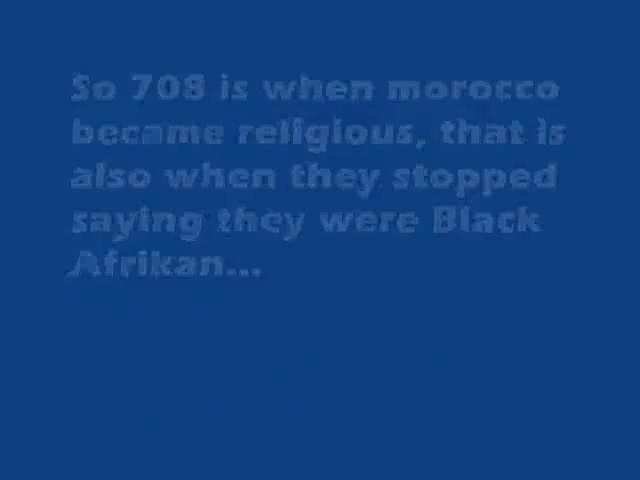 So 708 is when morocco
became religious, that is
also when they stopped
saying they were Black
Afrikan...